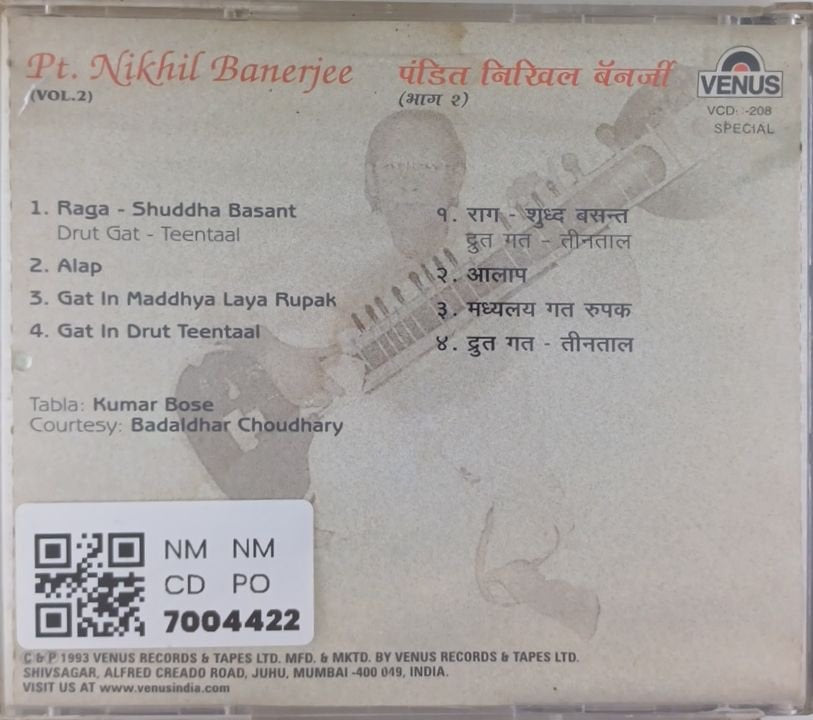 Pt. Nikhil Banerjee
(VOL.2)
पंडित निखिल बॅनर्जी
(भाग २)
VENUS
VCD- -208
SPECIAL
1. Raga - Shuddha Basant
Drut Gat - Teentaal
2. Alap
3. Gat In Maddhya Laya Rupak
4. Gat In Drut Teentaal
१. राग - शुध्द बसन्त
द्रुत गत - तीनताल
२. आलाप
३. मध्यलय गत रुपक
४. द्रुत गत - तीनताल
Tabla: Kumar Bose
Courtesy: Badaldhar Choudhary
NM NM
CD PO
7004422
© & ℗ 1993 VENUS RECORDS & TAPES LTD. MFD. & MKTD. BY VENUS RECORDS & TAPES LTD.
SHIVSAGAR, ALFRED CREADO ROAD, JUHU, MUMBAI -400 049, INDIA.
VISIT US AT www.venusindia.com